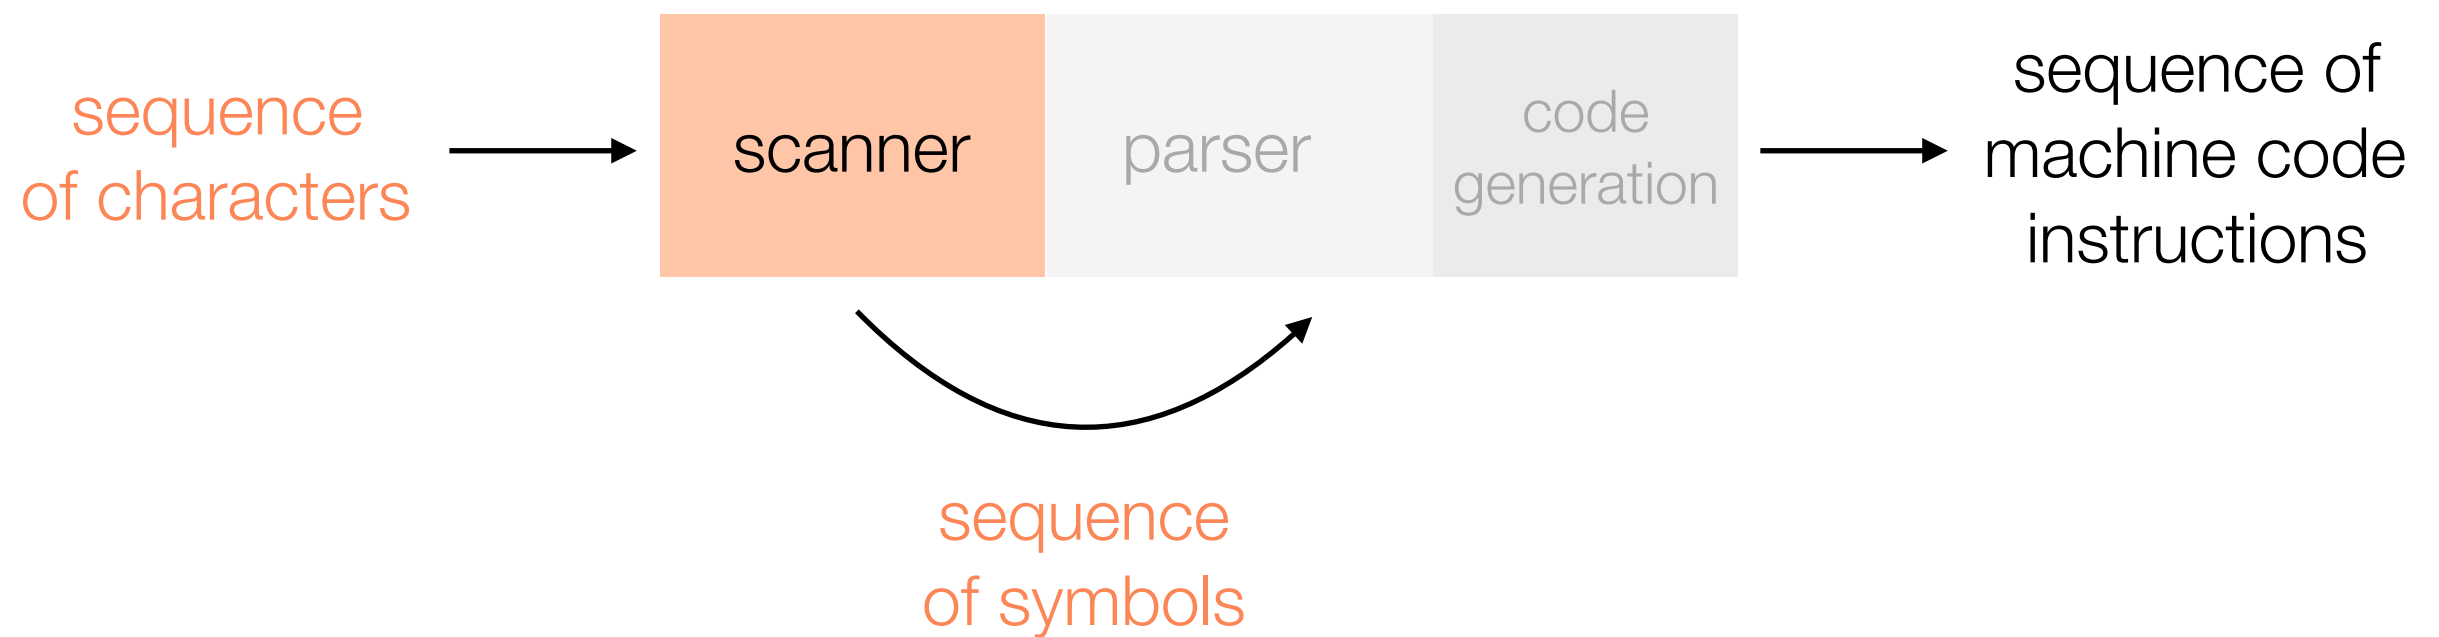 sequence
of characters
scanner
parser
code
generation
sequence of
machine code
instructions
sequence
of symbols